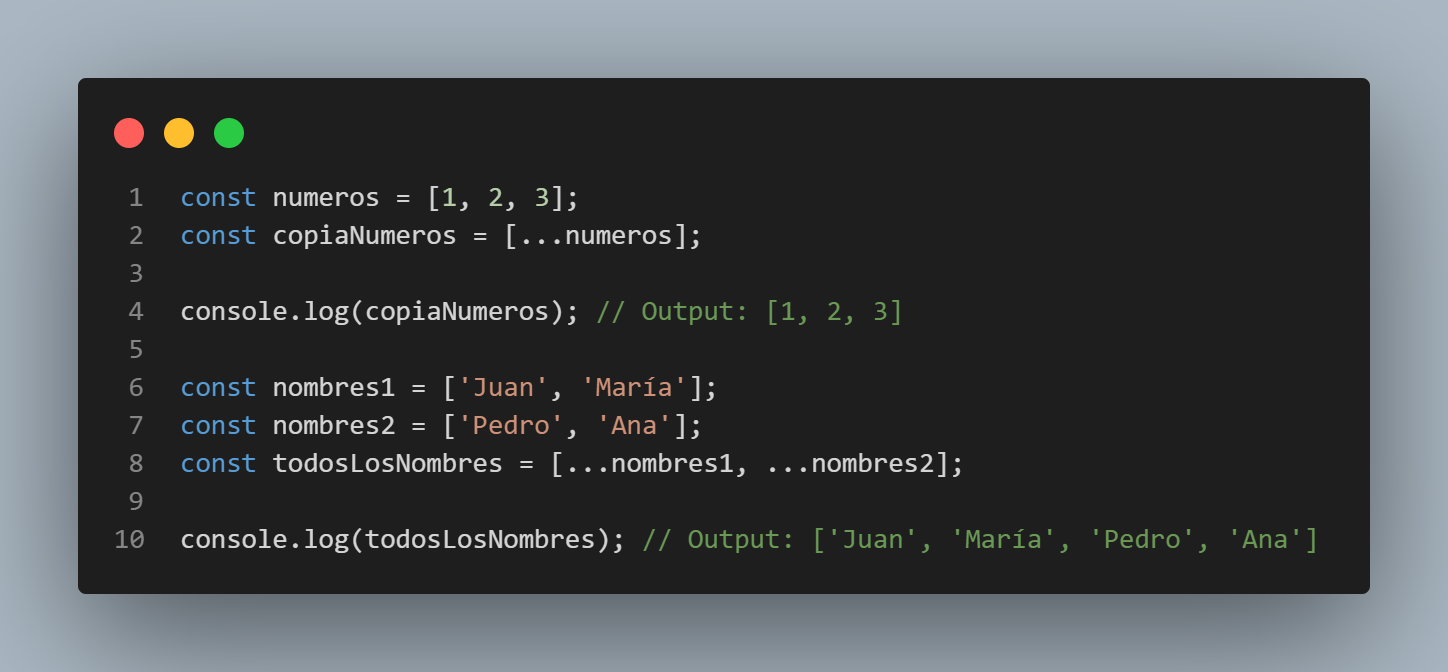 1 const numeros = [1, 2, 3];
2 const copiaNumeros = [...numeros];
3
4 console.log(copiaNumeros); // Output: [1, 2, 3]
5
6 const nombres1 = ['Juan', 'María'];
7 const nombres2 = ['Pedro', 'Ana'];
8 const todosLosNombres = [...nombres1, ...nombres2];
9
10 console.log(todosLosNombres); // Output: ['Juan', 'María', 'Pedro', 'Ana']